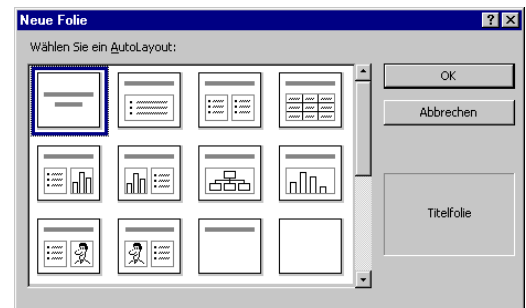 Neue Folie
Wählen Sie ein AutoLayout:
OK
Abbrechen
Titelfolie